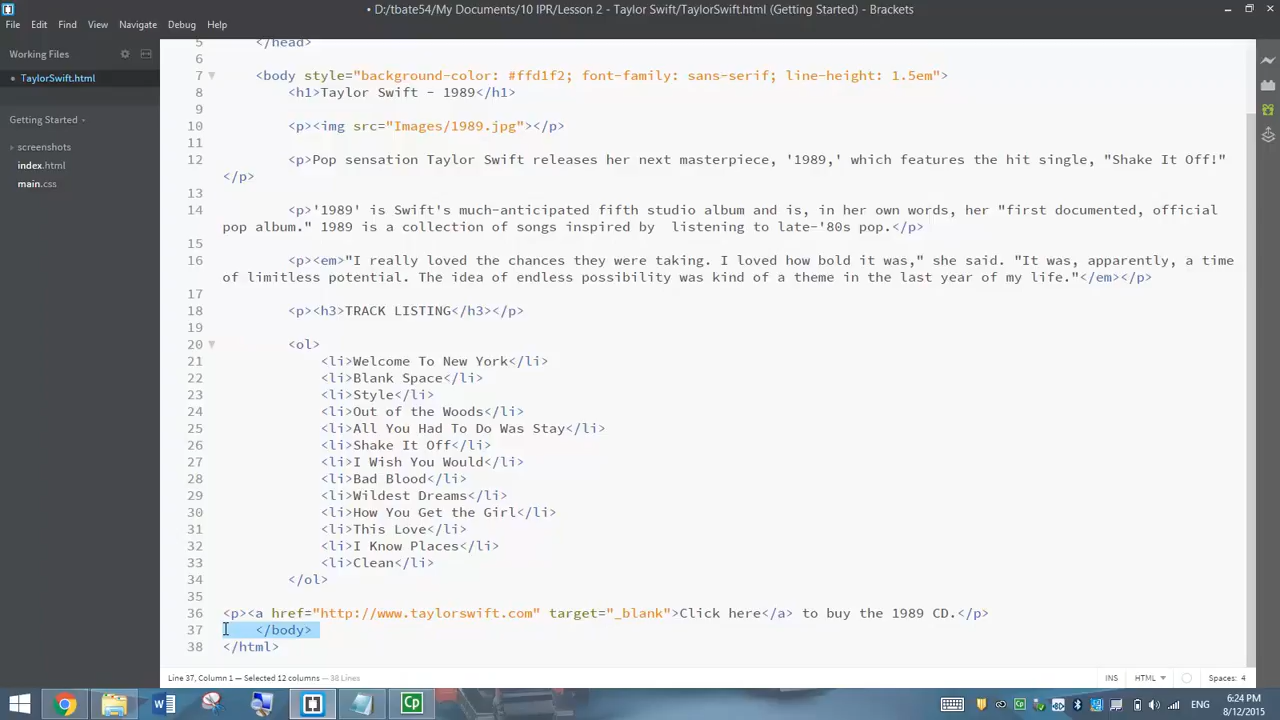 • D:/tbate54/My Documents/10 IPR/Lesson 2 - Taylor Swift/TaylorSwift.html (Getting Started) - Brackets
File Edit Find View Navigate Debug Help
Working Files
TaylorSwift.html
Getting Started
screenshots
index.html
main.css
5 </head>
6
7 <body style="background-color: #ffd1f2; font-family: sans-serif; line-height: 1.5em">
8 <h1>Taylor Swift - 1989</h1>
9
10 <p><img src="Images/1989.jpg"></p>
11
12 <p>Pop sensation Taylor Swift releases her next masterpiece, '1989,' which features the hit single, "Shake It Off!"
</p>
13
14 <p>'1989' is Swift's much-anticipated fifth studio album and is, in her own words, her "first documented, official
pop album." 1989 is a collection of songs inspired by  listening to late-'80s pop.</p>
15
16 <p><em>"I really loved the chances they were taking. I loved how bold it was," she said. "It was, apparently, a time
of limitless potential. The idea of endless possibility was kind of a theme in the last year of my life."</em></p>
17
18 <p><h3>TRACK LISTING</h3></p>
19
20 <ol>
21 <li>Welcome To New York</li>
22 <li>Blank Space</li>
23 <li>Style</li>
24 <li>Out of the Woods</li>
25 <li>All You Had To Do Was Stay</li>
26 <li>Shake It Off</li>
27 <li>I Wish You Would</li>
28 <li>Bad Blood</li>
29 <li>Wildest Dreams</li>
30 <li>How You Get the Girl</li>
31 <li>This Love</li>
32 <li>I Know Places</li>
33 <li>Clean</li>
34 </ol>
35
36 <p><a href="http://www.taylorswift.com" target="_blank">Click here</a> to buy the 1989 CD.</p>
37 </body>
38 </html>
Line 37, Column 1 — Selected 12 columns — 38 Lines
INS HTML Spaces: 4
ENG 6:24 PM
8/12/2015